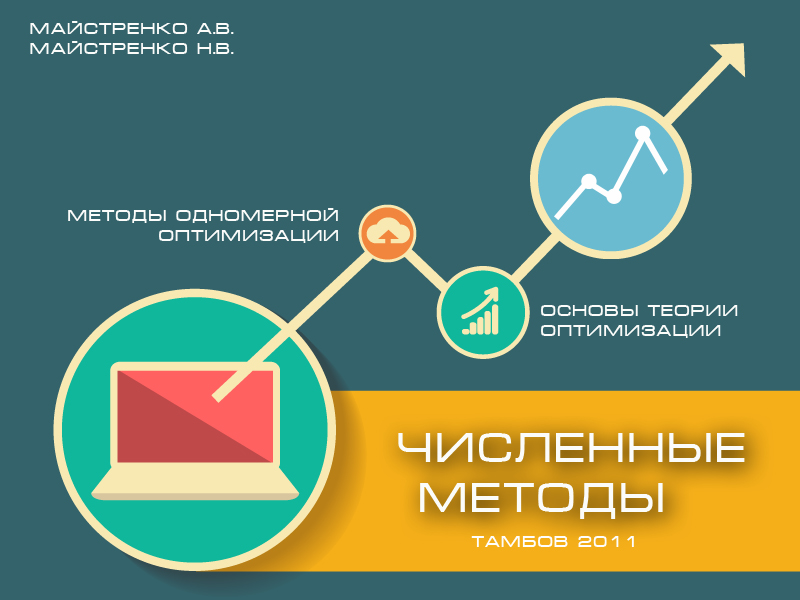 МАЙСТРЕНКО А.В.
МАЙСТРЕНКО Н.В.
МЕТОДЫ ОДНОМЕРНОЙ
ОПТИМИЗАЦИИ
ОСНОВЫ ТЕОРИИ
ОПТИМИЗАЦИИ
ЧИСЛЕННЫЕ
МЕТОДЫ
ТАМБОВ 2011